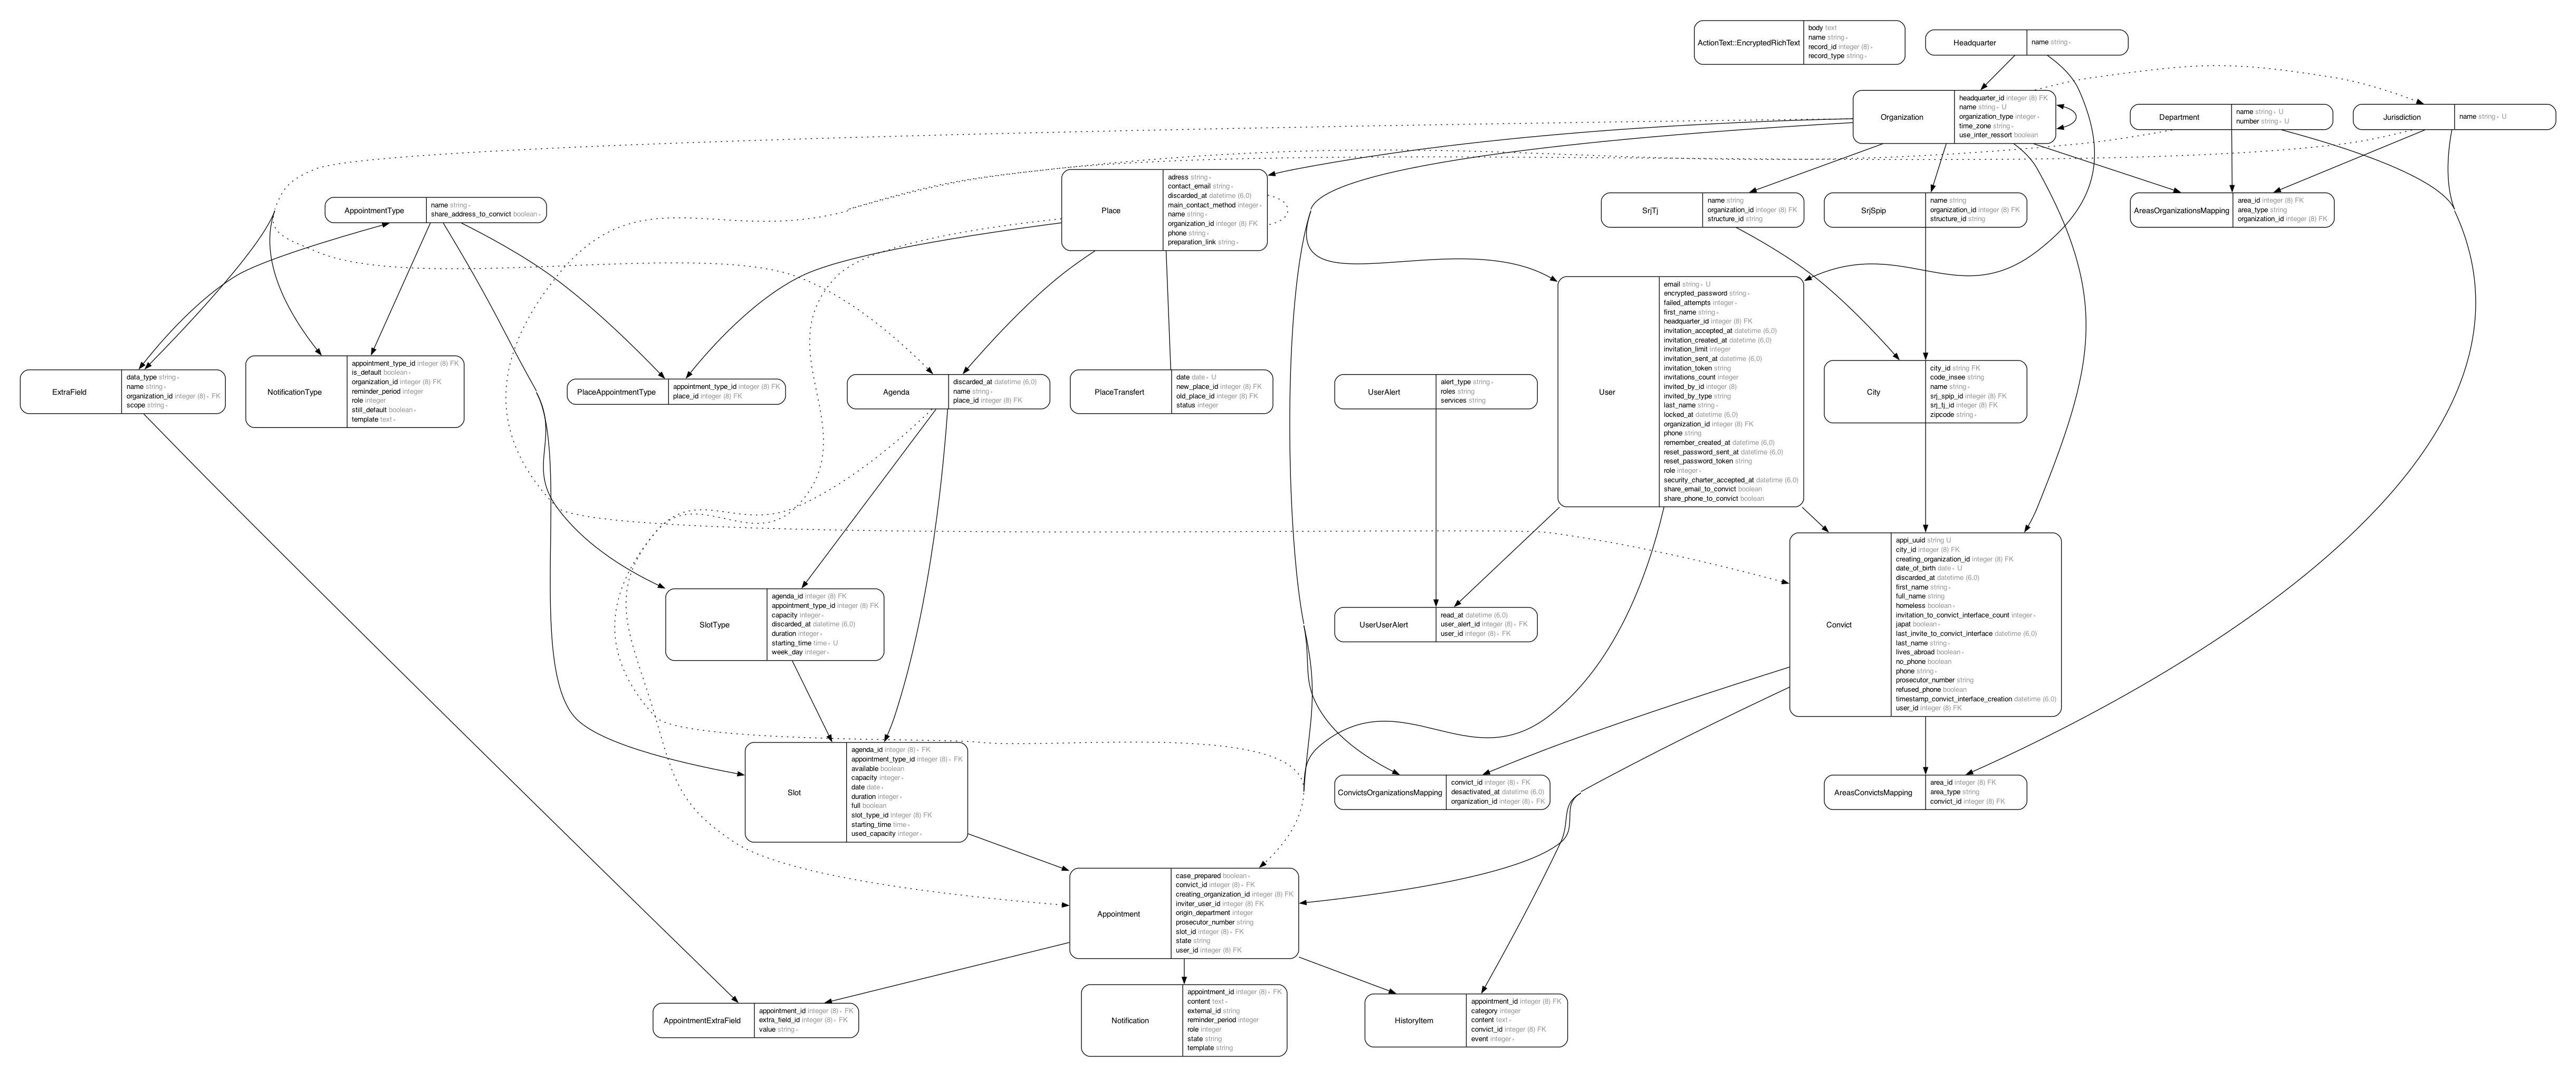 ActionText::EncryptedRichText
body text
name string ∗
record_id integer (8) ∗
record_type string ∗
Headquarter
name string ∗
Organization
headquarter_id integer (8) FK
name string ∗ U
organization_type integer ∗
time_zone string ∗
use_inter_ressort boolean
Department
name string ∗ U
number string ∗ U
Jurisdiction
name string ∗ U
AppointmentType
name string ∗
share_address_to_convict boolean ∗
Place
adress string ∗
contact_email string ∗
discarded_at datetime (6,0)
main_contact_method integer ∗
name string ∗
organization_id integer (8) FK
phone string ∗
preparation_link string ∗
SrjTj
name string
organization_id integer (8) FK
structure_id string
SrjSpip
name string
organization_id integer (8) FK
structure_id string
AreasOrganizationsMapping
area_id integer (8) FK
area_type string
organization_id integer (8) FK
ExtraField
data_type string ∗
name string ∗
organization_id integer (8) ∗ FK
scope string ∗
NotificationType
appointment_type_id integer (8) FK
is_default boolean ∗
organization_id integer (8) FK
reminder_period integer
role integer
still_default boolean ∗
template text ∗
PlaceAppointmentType
appointment_type_id integer (8) FK
place_id integer (8) FK
Agenda
discarded_at datetime (6,0)
name string ∗
place_id integer (8) FK
PlaceTransfert
date date ∗ U
new_place_id integer (8) FK
old_place_id integer (8) FK
status integer
UserAlert
alert_type string ∗
roles string
services string
User
email string ∗ U
encrypted_password string ∗
failed_attempts integer ∗
first_name string ∗
headquarter_id integer (8) FK
invitation_accepted_at datetime (6,0)
invitation_created_at datetime (6,0)
invitation_limit integer
invitation_sent_at datetime (6,0)
invitation_token string
invitations_count integer
invited_by_id integer (8)
invited_by_type string
last_name string ∗
locked_at datetime (6,0)
organization_id integer (8) FK
phone string
remember_created_at datetime (6,0)
reset_password_sent_at datetime (6,0)
reset_password_token string
role integer ∗
security_charter_accepted_at datetime (6,0)
share_email_to_convict boolean
share_phone_to_convict boolean
City
city_id string FK
code_insee string
name string ∗
srj_spip_id integer (8) FK
srj_tj_id integer (8) FK
zipcode string ∗
SlotType
agenda_id integer (8) FK
appointment_type_id integer (8) FK
capacity integer ∗
discarded_at datetime (6,0)
duration integer ∗
starting_time time ∗ U
week_day integer ∗
UserUserAlert
read_at datetime (6,0)
user_alert_id integer (8) ∗ FK
user_id integer (8) ∗ FK
Convict
appi_uuid string U
city_id integer (8) FK
creating_organization_id integer (8) FK
date_of_birth date ∗ U
discarded_at datetime (6,0)
first_name string ∗
full_name string
homeless boolean ∗
invitation_to_convict_interface_count integer ∗
japat boolean ∗
last_invite_to_convict_interface datetime (6,0)
last_name string ∗
lives_abroad boolean ∗
no_phone boolean
phone string ∗
prosecutor_number string
refused_phone boolean
timestamp_convict_interface_creation datetime (6,0)
user_id integer (8) FK
Slot
agenda_id integer (8) ∗ FK
appointment_type_id integer (8) ∗ FK
available boolean
capacity integer ∗
date date ∗
duration integer ∗
full boolean
slot_type_id integer (8) FK
starting_time time ∗
used_capacity integer ∗
ConvictsOrganizationsMapping
convict_id integer (8) ∗ FK
desactivated_at datetime (6,0)
organization_id integer (8) ∗ FK
AreasConvictsMapping
area_id integer (8) FK
area_type string
convict_id integer (8) FK
Appointment
case_prepared boolean ∗
convict_id integer (8) ∗ FK
creating_organization_id integer (8) FK
inviter_user_id integer (8) FK
origin_department integer
prosecutor_number string
slot_id integer (8) ∗ FK
state string
user_id integer (8) FK
AppointmentExtraField
appointment_id integer (8) ∗ FK
extra_field_id integer (8) ∗ FK
value string ∗
Notification
appointment_id integer (8) ∗ FK
content text ∗
external_id string
reminder_period integer
role integer
state string
template string
HistoryItem
appointment_id integer (8) FK
category integer
content text ∗
convict_id integer (8) FK
event integer ∗